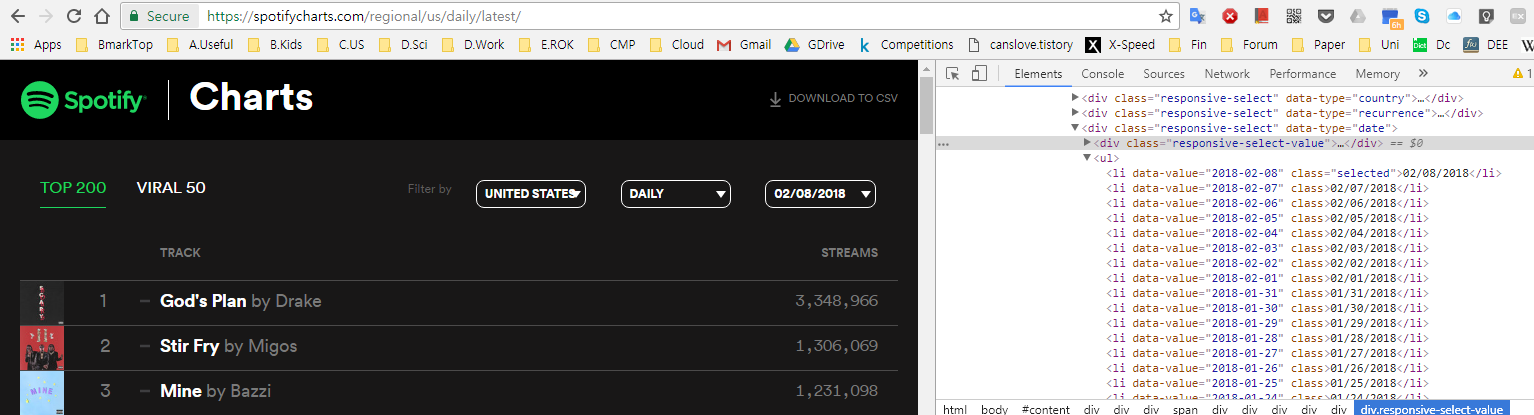 Secure https://spotifycharts.com/regional/us/daily/latest/
6h
Apps BmarkTop A.Useful B.Kids C.US D.Sci D.Work E.ROK CMP Cloud Gmail GDrive Competitions canslove.tistory X-Speed Fin Forum Paper Uni Dc DEE W
Spotify Charts
DOWNLOAD TO CSV
TOP 200 VIRAL 50 Filter by UNITED STATES DAILY 02/08/2018
TRACK STREAMS
1 – God's Plan by Drake 3,348,966
2 – Stir Fry by Migos 1,306,069
3 – Mine by Bazzi 1,231,098
Elements Console Sources Network Performance Memory » 1
<div class="responsive-select" data-type="country">…</div>
<div class="responsive-select" data-type="recurrence">…</div>
<div class="responsive-select" data-type="date">
… <div class="responsive-select-value">…</div> == $0
<ul>
<li data-value="2018-02-08" class="selected">02/08/2018</li>
<li data-value="2018-02-07" class>02/07/2018</li>
<li data-value="2018-02-06" class>02/06/2018</li>
<li data-value="2018-02-05" class>02/05/2018</li>
<li data-value="2018-02-04" class>02/04/2018</li>
<li data-value="2018-02-03" class>02/03/2018</li>
<li data-value="2018-02-02" class>02/02/2018</li>
<li data-value="2018-02-01" class>02/01/2018</li>
<li data-value="2018-01-31" class>01/31/2018</li>
<li data-value="2018-01-30" class>01/30/2018</li>
<li data-value="2018-01-29" class>01/29/2018</li>
<li data-value="2018-01-28" class>01/28/2018</li>
<li data-value="2018-01-27" class>01/27/2018</li>
<li data-value="2018-01-26" class>01/26/2018</li>
<li data-value="2018-01-25" class>01/25/2018</li>
<li data-value="2018-01-24" class>01/24/2018</li>
html body #content div div div span div div div div div div.responsive-select-value